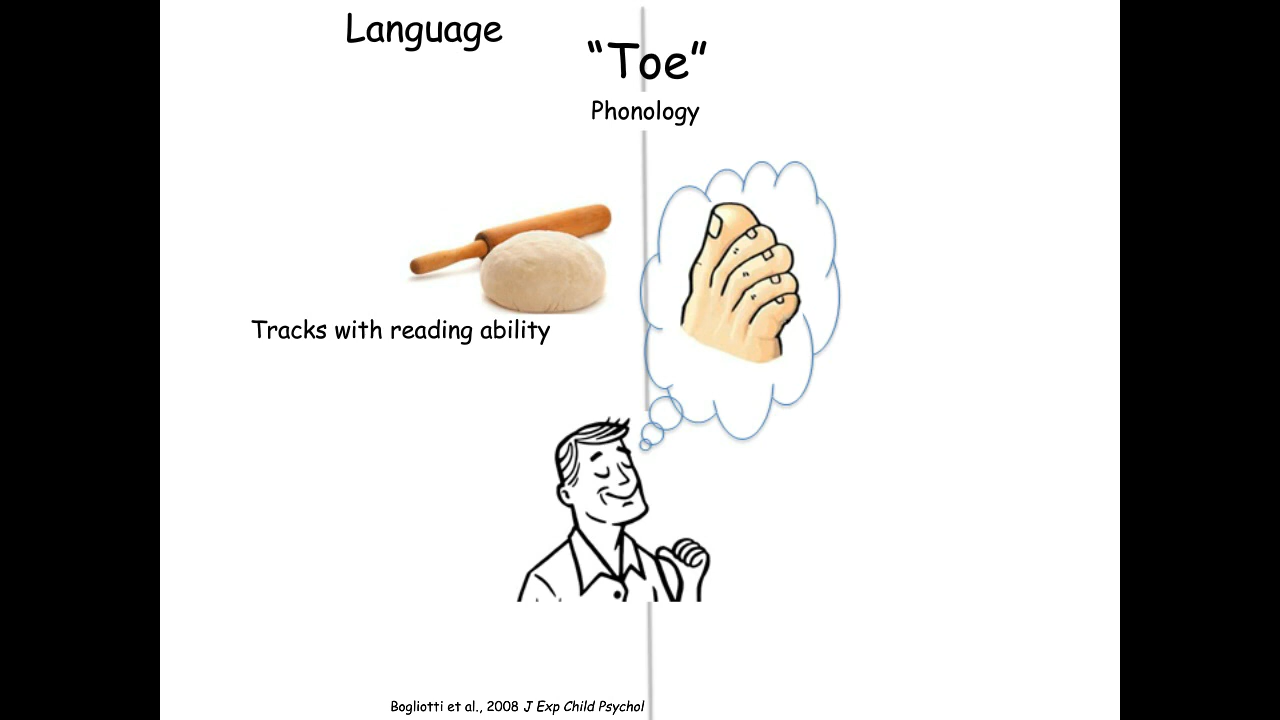 Language
“Toe”
Phonology
Tracks with reading ability
Bogliotti et al., 2008 J Exp Child Psychol